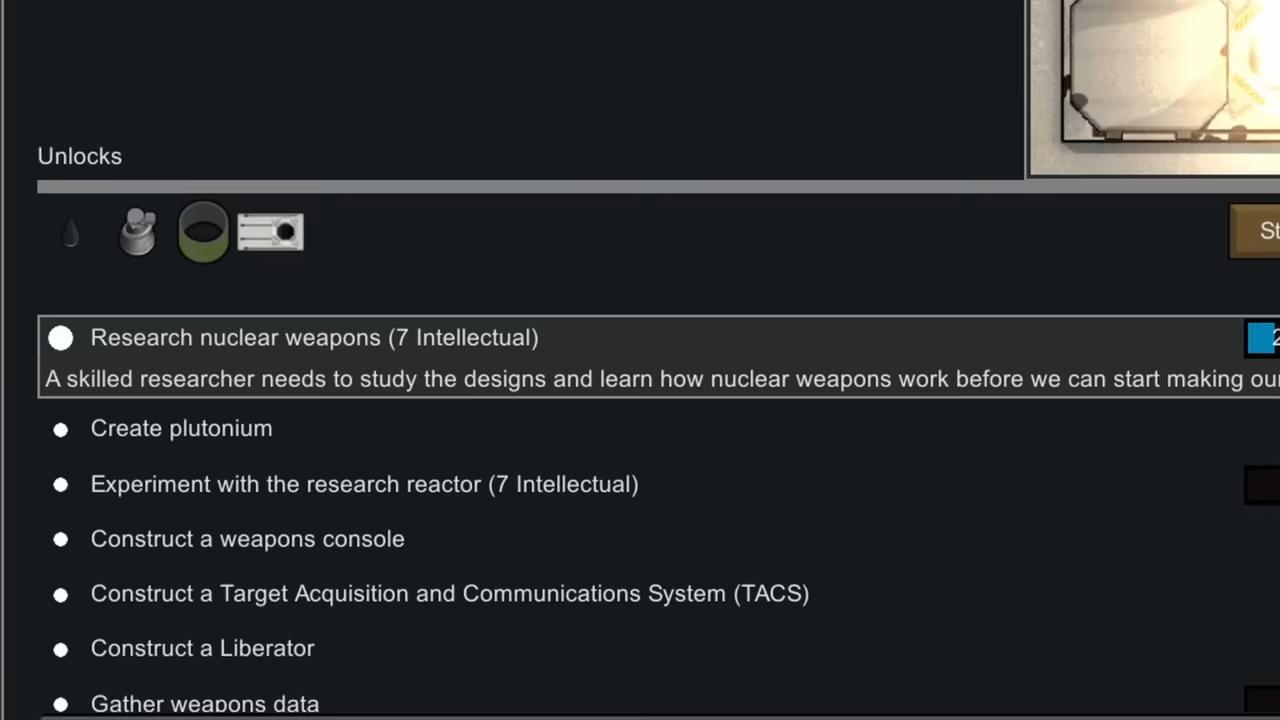 Unlocks
St
Research nuclear weapons (7 Intellectual)
2
A skilled researcher needs to study the designs and learn how nuclear weapons work before we can start making our
Create plutonium
Experiment with the research reactor (7 Intellectual)
Construct a weapons console
Construct a Target Acquisition and Communications System (TACS)
Construct a Liberator
Gather weapons data